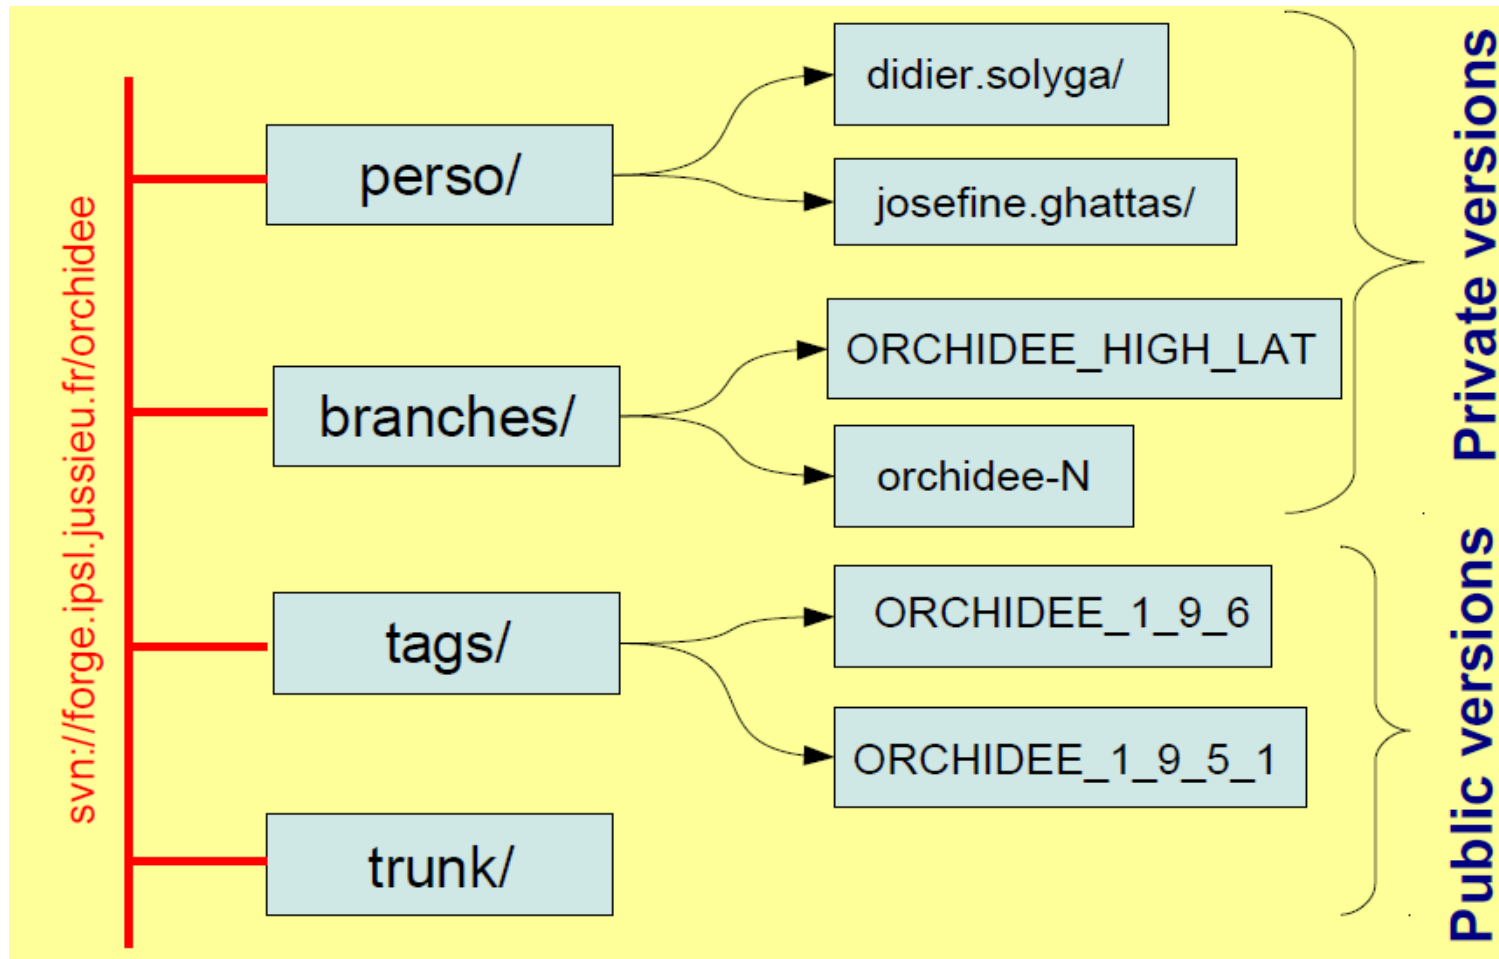 svn://forge.ipsl.jussieu.fr/orchidee
perso/
didier.solyga/
josefine.ghattas/
branches/
ORCHIDEE_HIGH_LAT
orchidee-N
tags/
ORCHIDEE_1_9_6
ORCHIDEE_1_9_5_1
trunk/
Private versions
Public versions